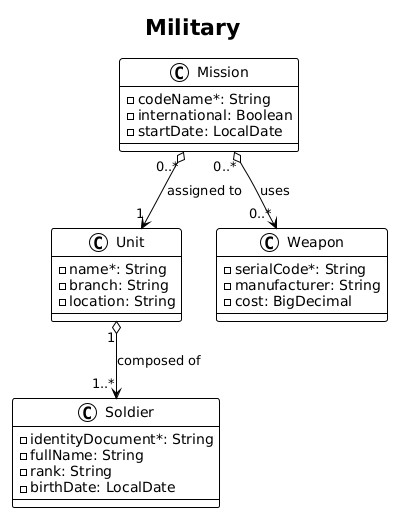 Military
C Mission
codeName*: String
international: Boolean
startDate: LocalDate
0..* 0..*
assigned to uses
1 0..*
C Unit
name*: String
branch: String
location: String
C Weapon
serialCode*: String
manufacturer: String
cost: BigDecimal
1
composed of
1..*
C Soldier
identityDocument*: String
fullName: String
rank: String
birthDate: LocalDate